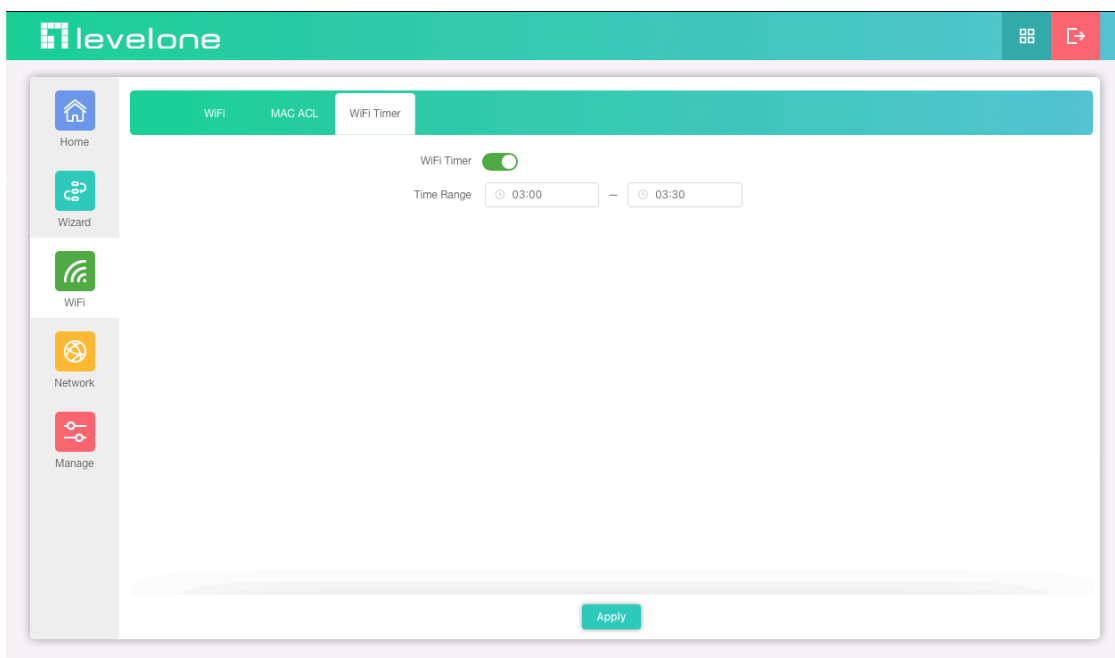 levelone
Home
WiFi MAC ACL WiFi Timer
WiFi Timer
Time Range 03:00 – 03:30
Wizard
WiFi
Network
Manage
Apply